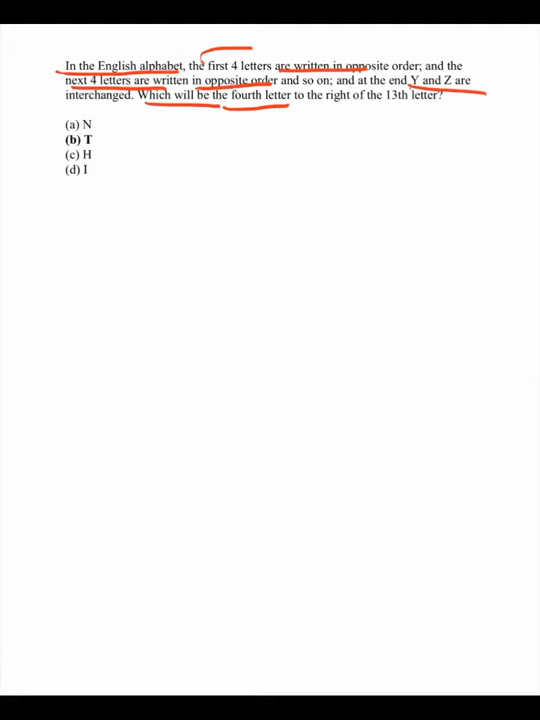 In the English alphabet, the first 4 letters are written in opposite order; and the
next 4 letters are written in opposite order and so on; and at the end Y and Z are
interchanged. Which will be the fourth letter to the right of the 13th letter?
(a) N
(b) T
(c) H
(d) I